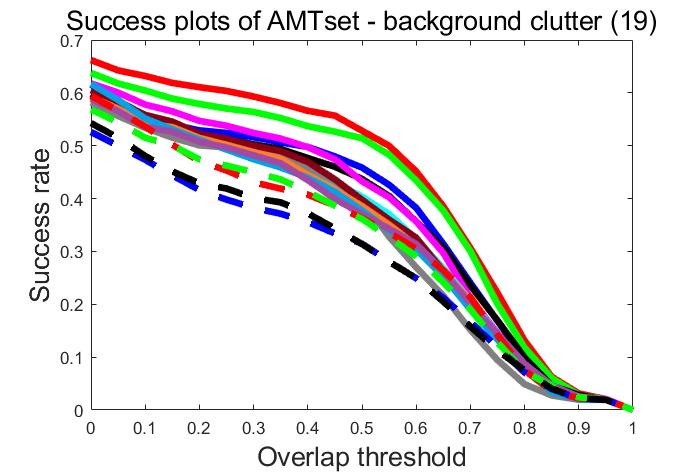 Success plots of AMTset - background clutter (19)
0.7
0.6
0.5
0.4
0.3
0.2
0.1
0
Success rate
0 0.1 0.2 0.3 0.4 0.5 0.6 0.7 0.8 0.9 1
Overlap threshold